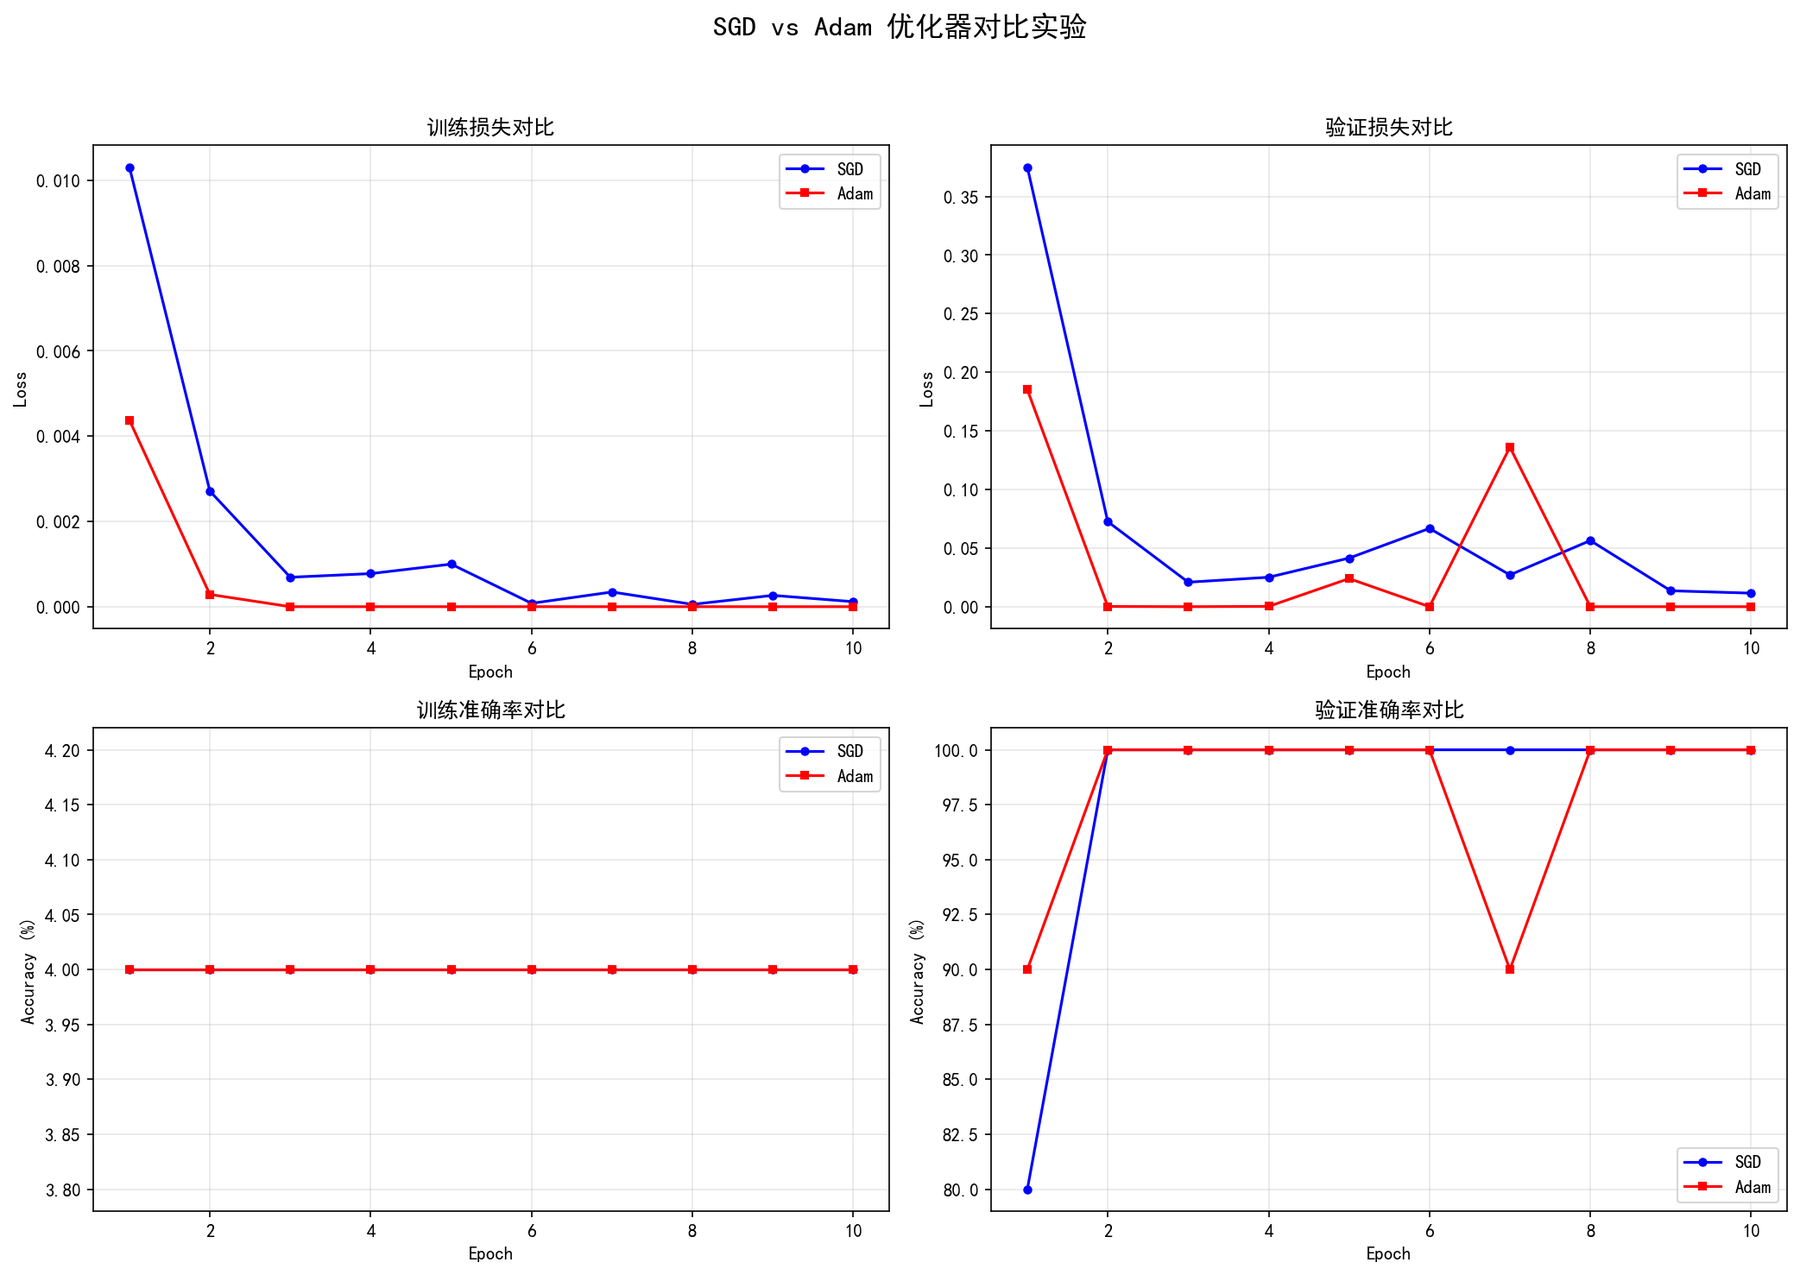 SGD vs Adam 优化器对比实验
训练损失对比
SGD
Adam
0.010
0.008
0.006
0.004
0.002
0.000
Loss
2 4 6 8 10
Epoch
验证损失对比
SGD
Adam
0.35
0.30
0.25
0.20
0.15
0.10
0.05
0.00
Loss
2 4 6 8 10
Epoch
训练准确率对比
SGD
Adam
4.20
4.15
4.10
4.05
4.00
3.95
3.90
3.85
3.80
Accuracy (%)
2 4 6 8 10
Epoch
验证准确率对比
100.0
97.5
95.0
92.5
90.0
87.5
85.0
82.5
80.0
Accuracy (%)
SGD
Adam
2 4 6 8 10
Epoch